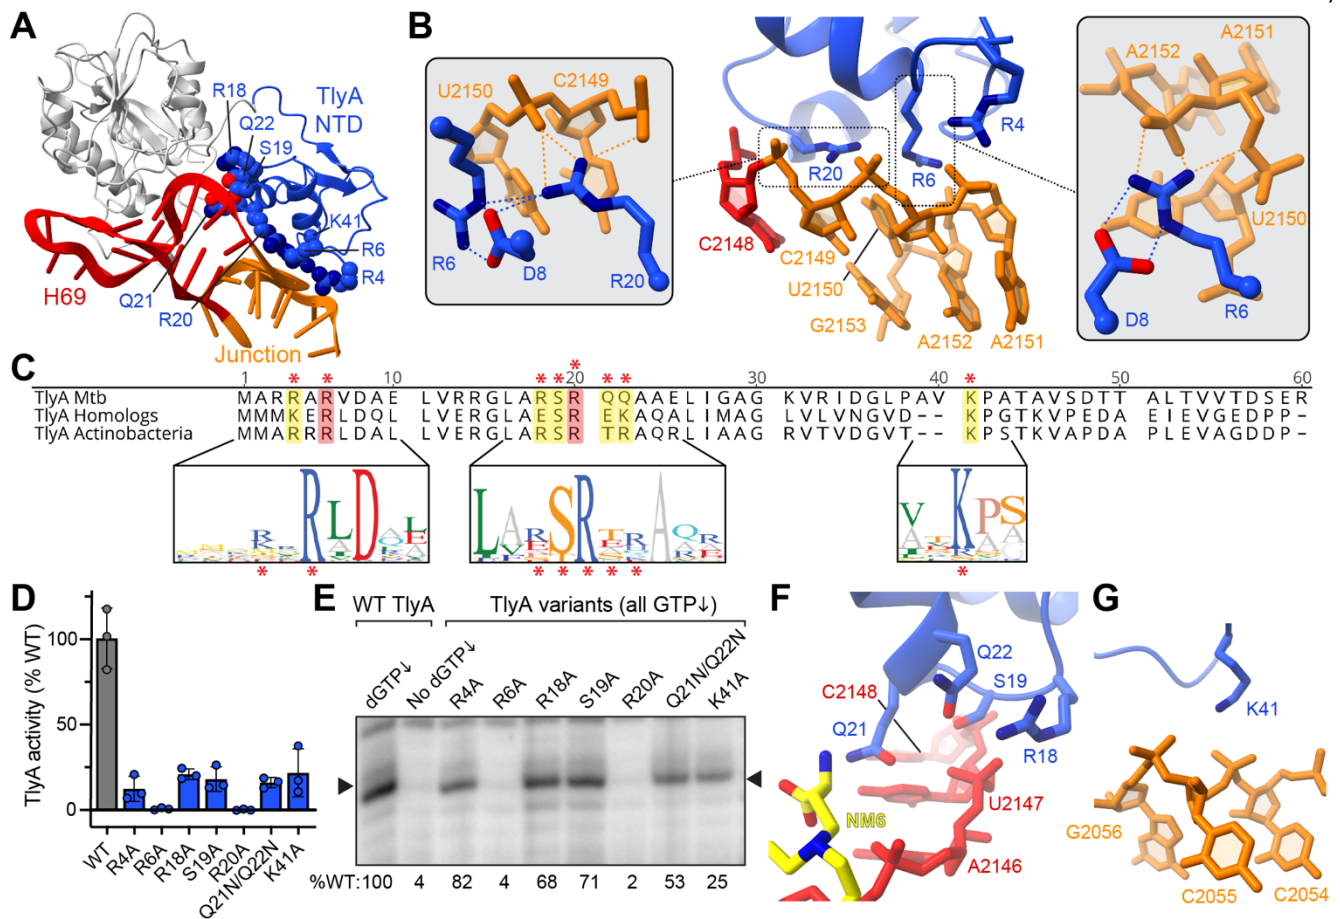 A
R18
Q22
S19
TlyA
NTD
K41
R6
R4
H69
Q21
R20
Junction
B
U2150
C2149
R6
D8
R20
R20
R6
R4
C2148
C2149
U2150
G2153
A2152
A2151
A2152
A2151
U2150
D8
R6
C
* * * * * * * *
1 10 20 30 40 50 60
TlyA Mtb MARRARVDAE LVRRGLARSR QQAAELIGAG KVRIDGLPAV KPATAVSDTT ALTVVTDSER
TlyA Homologs MMMKERLDQL LVERGLAESR EKAQALIMAG LVLVNGVD-- KPGTKVPEDA EIEVGEDPP-
TlyA Actinobacteria MMARRRLDAL LVERGLARSR TRAQRLIAAG RVTVDGVT-- KPSTKVAPDA PLEVAGDDP-
* * * * * * * *
D
TlyA activity (% WT)
100
50
0
WT
R4A
R6A
R18A
S19A
R20A
Q21N/Q22N
K41A
E
WT TlyA
TlyA variants (all GTP↓)
dGTP↓
No dGTP↓
R4A
R6A
R18A
S19A
R20A
Q21N/Q22N
K41A
%WT: 100 4 82 4 68 71 2 53 25
F
Q22
S19
C2148
Q21
R18
U2147
NM6
A2146
G
K41
G2056
C2055
C2054